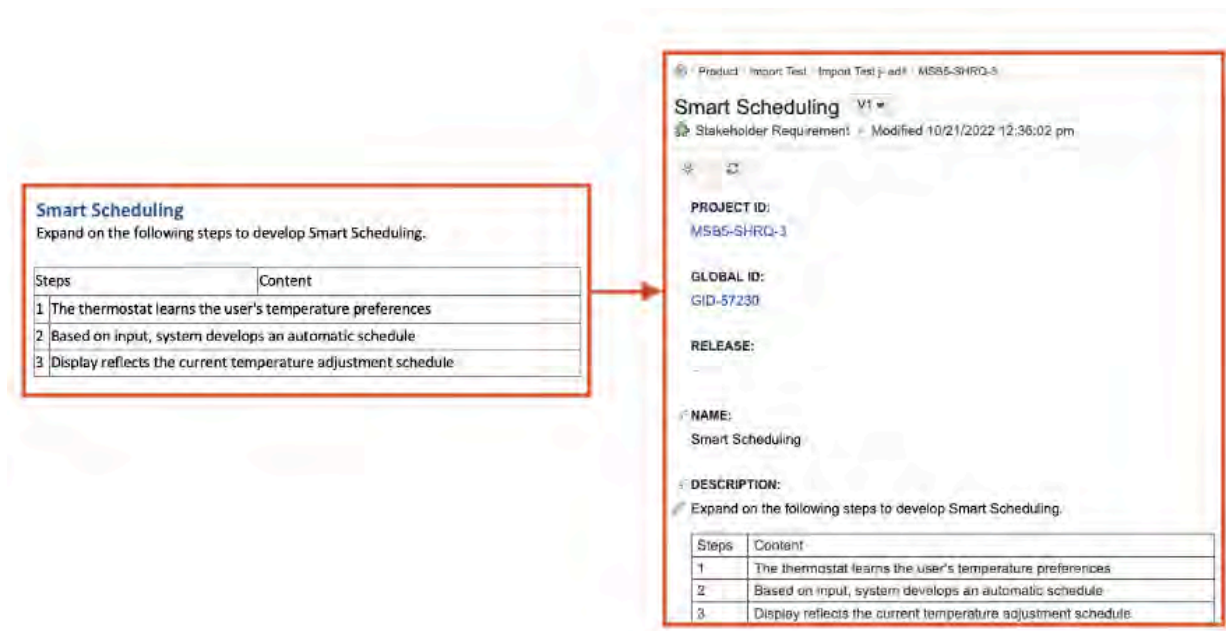 Smart Scheduling
Expand on the following steps to develop Smart Scheduling.
Steps Content
1 The thermostat learns the user's temperature preferences
2 Based on input, system develops an automatic schedule
3 Display reflects the current temperature adjustment schedule
Product Import Test Import Test MSB5-SHRQ-3
Smart Scheduling V1
Stakeholder Requirement Modified 10/21/2022 12:36:02 pm
PROJECT ID:
MSB5-SHRQ-3
GLOBAL ID:
GID-57230
RELEASE:
NAME:
Smart Scheduling
DESCRIPTION:
Expand on the following steps to develop Smart Scheduling.
Steps Content
1 The thermostat learns the user's temperature preferences
2 Based on input, system develops an automatic schedule
3 Display reflects the current temperature adjustment schedule